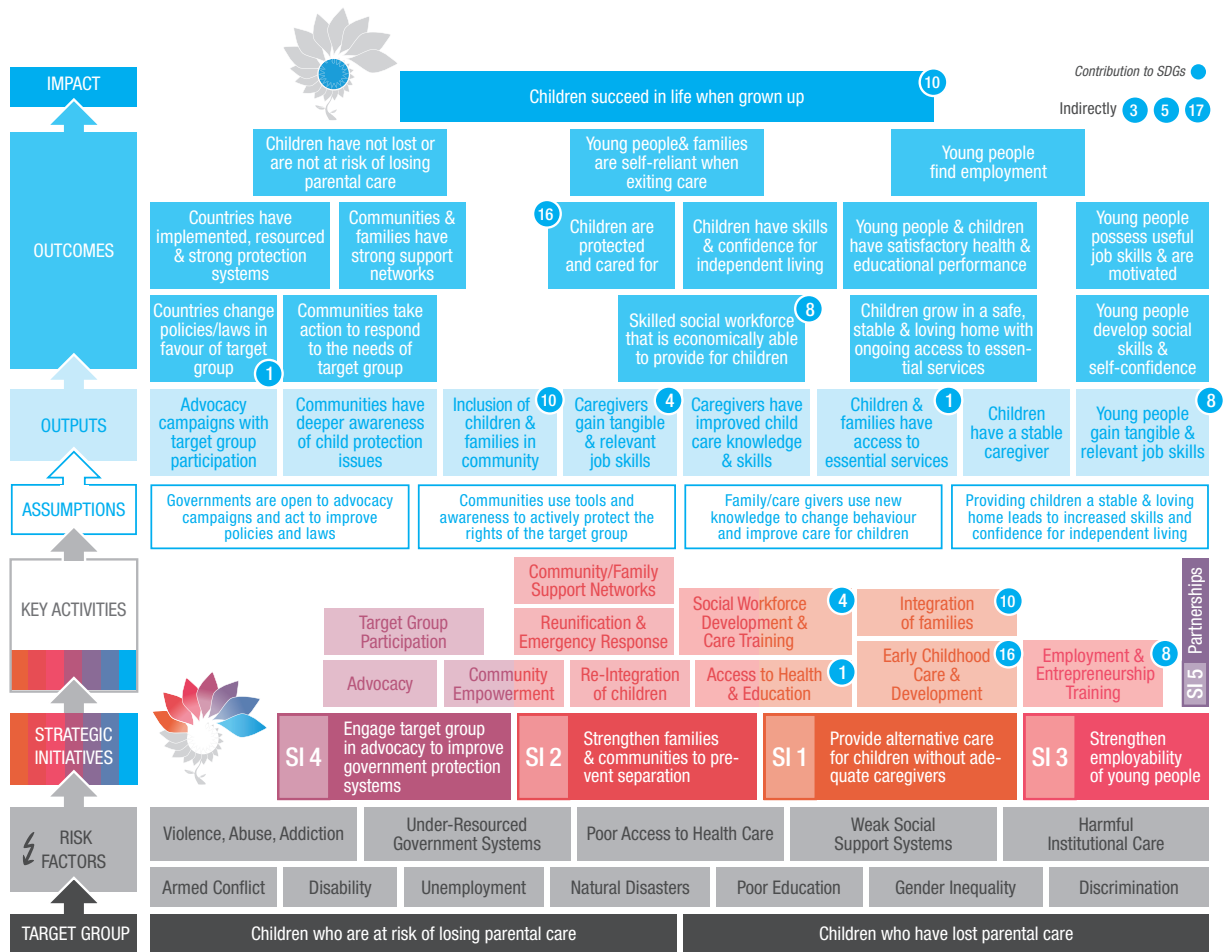 Contribution to SDGs
Indirectly 3 5 17
IMPACT
Children succeed in life when grown up
10
OUTCOMES
Children have not lost or
are not at risk of losing
parental care
Young people& families
are self-reliant when
exiting care
Young people
find employment
Countries have
implemented, resourced
& strong protection
systems
Communities &
families have
strong support
networks
16
Children are
protected
and cared for
Children have skills
& confidence for
independent living
Young people & children
have satisfactory health &
educational performance
Young people
possess useful
job skills & are
motivated
Countries change
policies/laws in
favour of target
group
1
Communities take
action to respond
to the needs of
target group
Skilled social workforce
that is economically able
to provide for children
8
Children grow in a safe,
stable & loving home with
ongoing access to essen-
tial services
Young people
develop social
skills &
self-confidence
OUTPUTS
Advocacy
campaigns with
target group
participation
Communities have
deeper awareness
of child protection
issues
Inclusion of
children &
families in
community
10
Caregivers
gain tangible
& relevant
job skills
4
Caregivers have
improved child
care knowledge
& skills
Children &
families have
access to
essential services
1
Children
have a stable
caregiver
Young people
gain tangible &
relevant job skills
8
ASSUMPTIONS
Governments are open to advocacy
campaigns and act to improve
policies and laws
Communities use tools and
awareness to actively protect the
rights of the target group
Family/care givers use new
knowledge to change behaviour
and improve care for children
Providing children a stable & loving
home leads to increased skills and
confidence for independent living
KEY ACTIVITIES
Community/Family
Support Networks
Target Group
Participation
Reunification &
Emergency Response
Social Workforce
Development &
Care Training
4
Integration
of families
10
Advocacy
Community
Empowerment
Re-Integration
of children
Access to Health
& Education
1
Early Childhood
Care &
Development
16
Employment &
Entrepreneurship
Training
8
SI 5 Partnerships
STRATEGIC
INITIATIVES
SI 4
Engage target group
in advocacy to improve
government protection
systems
SI 2
Strengthen families
& communities to pre-
vent separation
SI 1
Provide alternative care
for children without ade-
quate caregivers
SI 3
Strengthen
employability
of young people
RISK
FACTORS
Violence, Abuse, Addiction
Under-Resourced
Government Systems
Poor Access to Health Care
Weak Social
Support Systems
Harmful
Institutional Care
Armed Conflict
Disability
Unemployment
Natural Disasters
Poor Education
Gender Inequality
Discrimination
TARGET GROUP
Children who are at risk of losing parental care
Children who have lost parental care